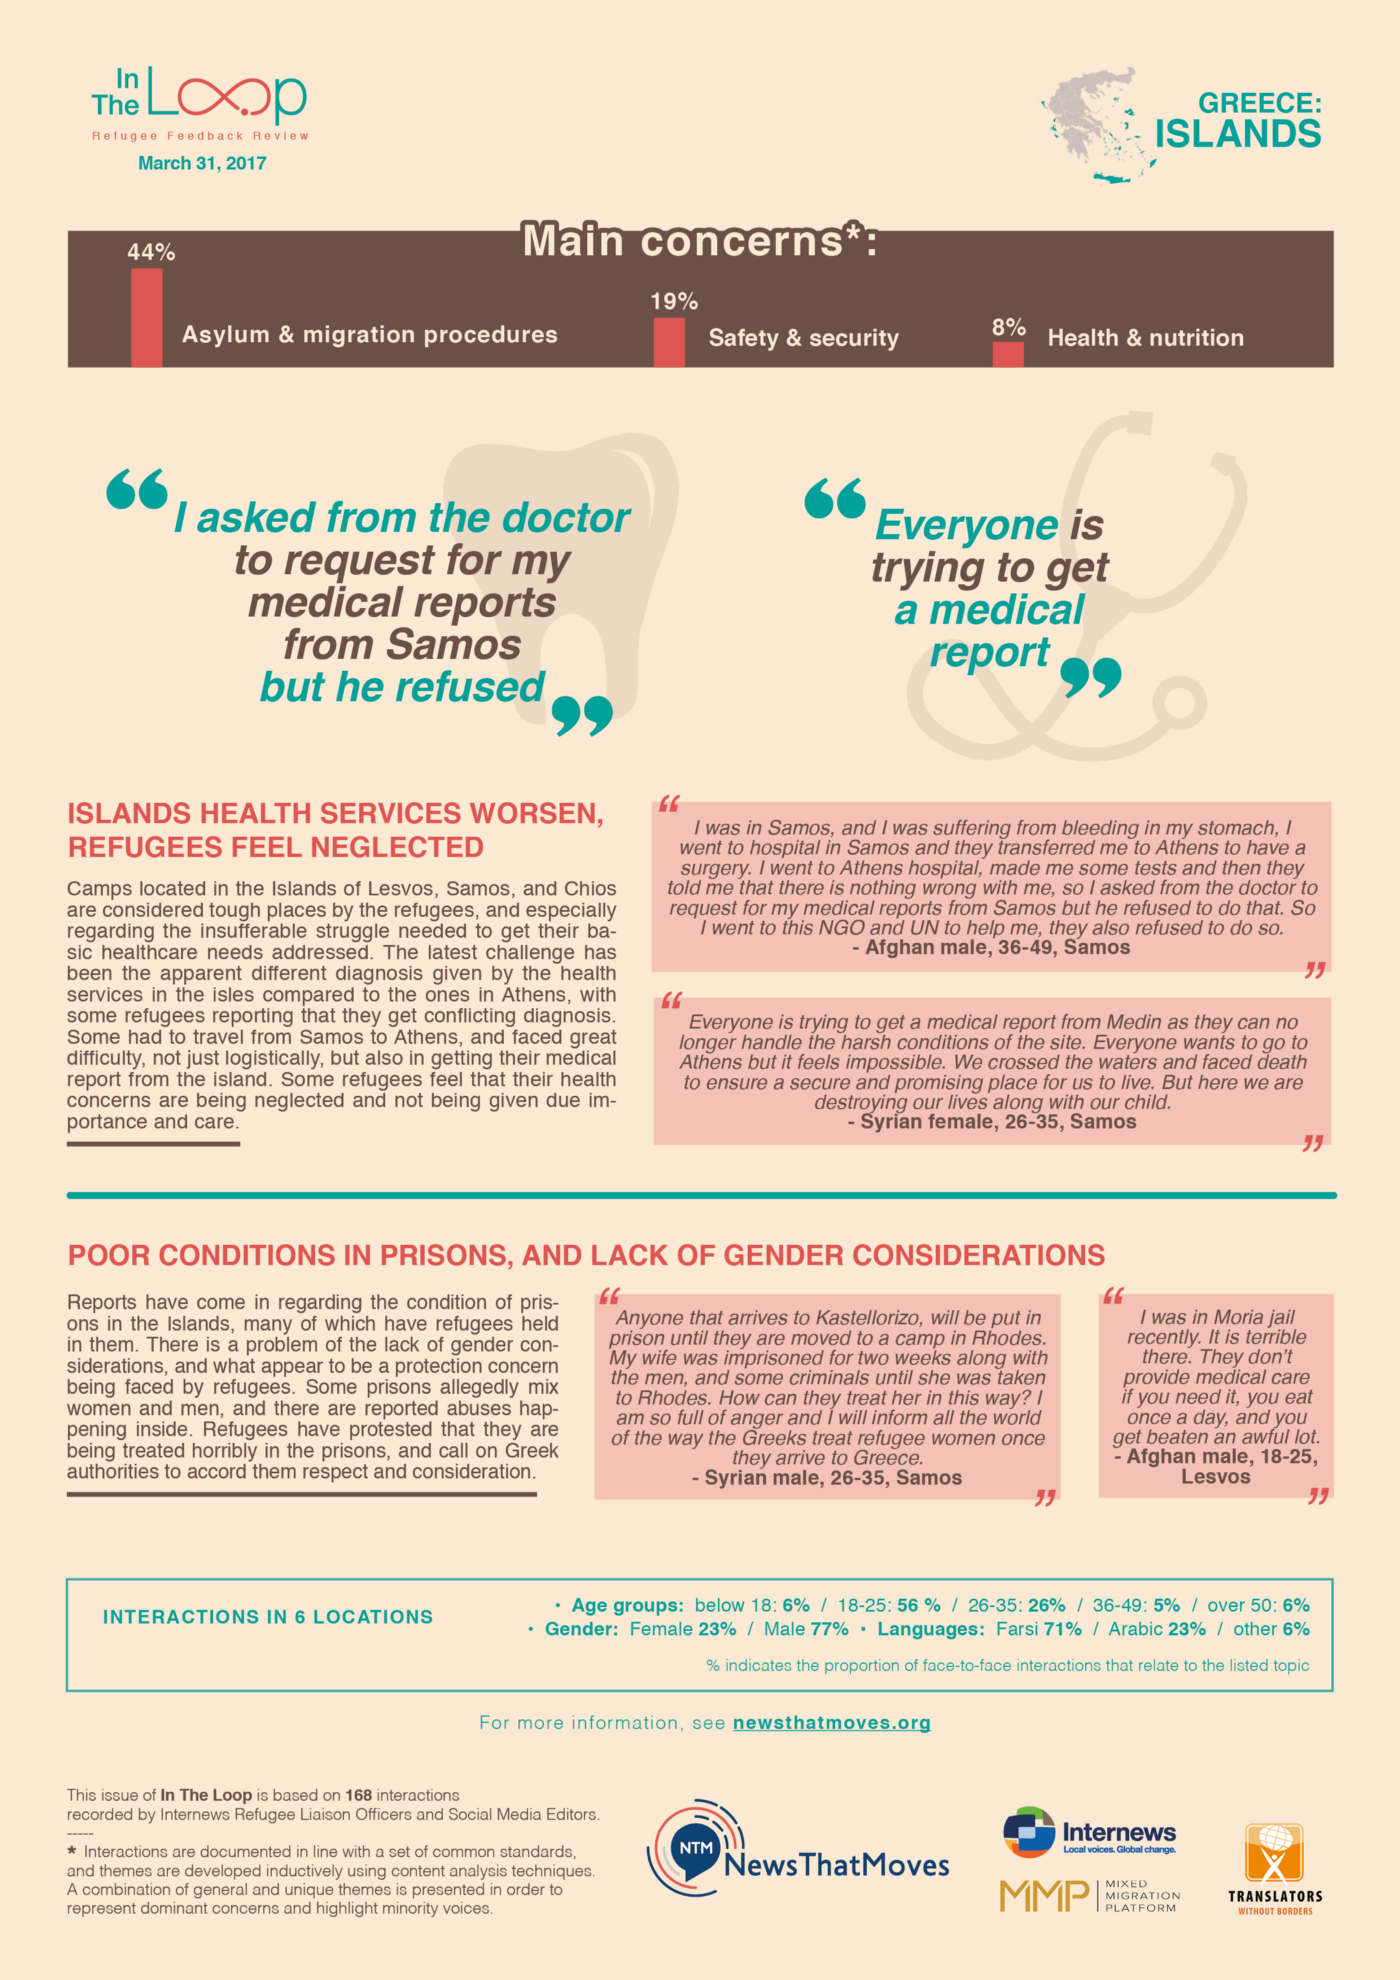 In
The Loop
Refugee Feedback Review
March 31, 2017
GREECE:
ISLANDS
Main concerns*:
44%
Asylum & migration procedures
19%
Safety & security
8%
Health & nutrition
“I asked from the doctor
to request for my
medical reports
from Samos
but he refused”
“Everyone is
trying to get
a medical
report”
ISLANDS HEALTH SERVICES WORSEN,
REFUGEES FEEL NEGLECTED
Camps located in the Islands of Lesvos, Samos, and Chios
are considered tough places by the refugees, and especially
regarding the insufferable struggle needed to get their ba-
sic healthcare needs addressed. The latest challenge has
been the apparent different diagnosis given by the health
services in the isles compared to the ones in Athens, with
some refugees reporting that they get conflicting diagnosis.
Some had to travel from Samos to Athens, and faced great
difficulty, not just logistically, but also in getting their medical
report from the island. Some refugees feel that their health
concerns are being neglected and not being given due im-
portance and care.
“
I was in Samos, and I was suffering from bleeding in my stomach, I
went to hospital in Samos and they transferred me to Athens to have a
surgery. I went to Athens hospital, made me some tests and then they
told me that there is nothing wrong with me, so I asked from the doctor to
request for my medical reports from Samos but he refused to do that. So
I went to this NGO and UN to help me, they also refused to do so.
- Afghan male, 36-49, Samos
”
“
Everyone is trying to get a medical report from Medin as they can no
longer handle the harsh conditions of the site. Everyone wants to go to
Athens but it feels impossible. We crossed the waters and faced death
to ensure a secure and promising place for us to live. But here we are
destroying our lives along with our child.
- Syrian female, 26-35, Samos
”
POOR CONDITIONS IN PRISONS, AND LACK OF GENDER CONSIDERATIONS
Reports have come in regarding the condition of pris-
ons in the Islands, many of which have refugees held
in them. There is a problem of the lack of gender con-
siderations, and what appear to be a protection concern
being faced by refugees. Some prisons allegedly mix
women and men, and there are reported abuses hap-
pening inside. Refugees have protested that they are
being treated horribly in the prisons, and call on Greek
authorities to accord them respect and consideration.
“
Anyone that arrives to Kastellorizo, will be put in
prison until they are moved to a camp in Rhodes.
My wife was imprisoned for two weeks along with
the men, and some criminals until she was taken
to Rhodes. How can they treat her in this way? I
am so full of anger and I will inform all the world
of the way the Greeks treat refugee women once
they arrive to Greece.
- Syrian male, 26-35, Samos
”
“
I was in Moria jail
recently. It is terrible
there. They don't
provide medical care
if you need it, you eat
once a day, and you
get beaten an awful lot.
- Afghan male, 18-25,
Lesvos
”
INTERACTIONS IN 6 LOCATIONS
• Age groups: below 18: 6% / 18-25: 56 % / 26-35: 26% / 36-49: 5% / over 50: 6%
• Gender: Female 23% / Male 77% • Languages: Farsi 71% / Arabic 23% / other 6%
% indicates the proportion of face-to-face interactions that relate to the listed topic
For more information, see newsthatmoves.org
This issue of In The Loop is based on 168 interactions
recorded by Internews Refugee Liaison Officers and Social Media Editors.
-----
* Interactions are documented in line with a set of common standards,
and themes are developed inductively using content analysis techniques.
A combination of general and unique themes is presented in order to
represent dominant concerns and highlight minority voices.
NTM
NewsThatMoves
Internews
Local voices. Global change.
MMP
MIXED
MIGRATION
PLATFORM
TRANSLATORS
WITHOUT BORDERS